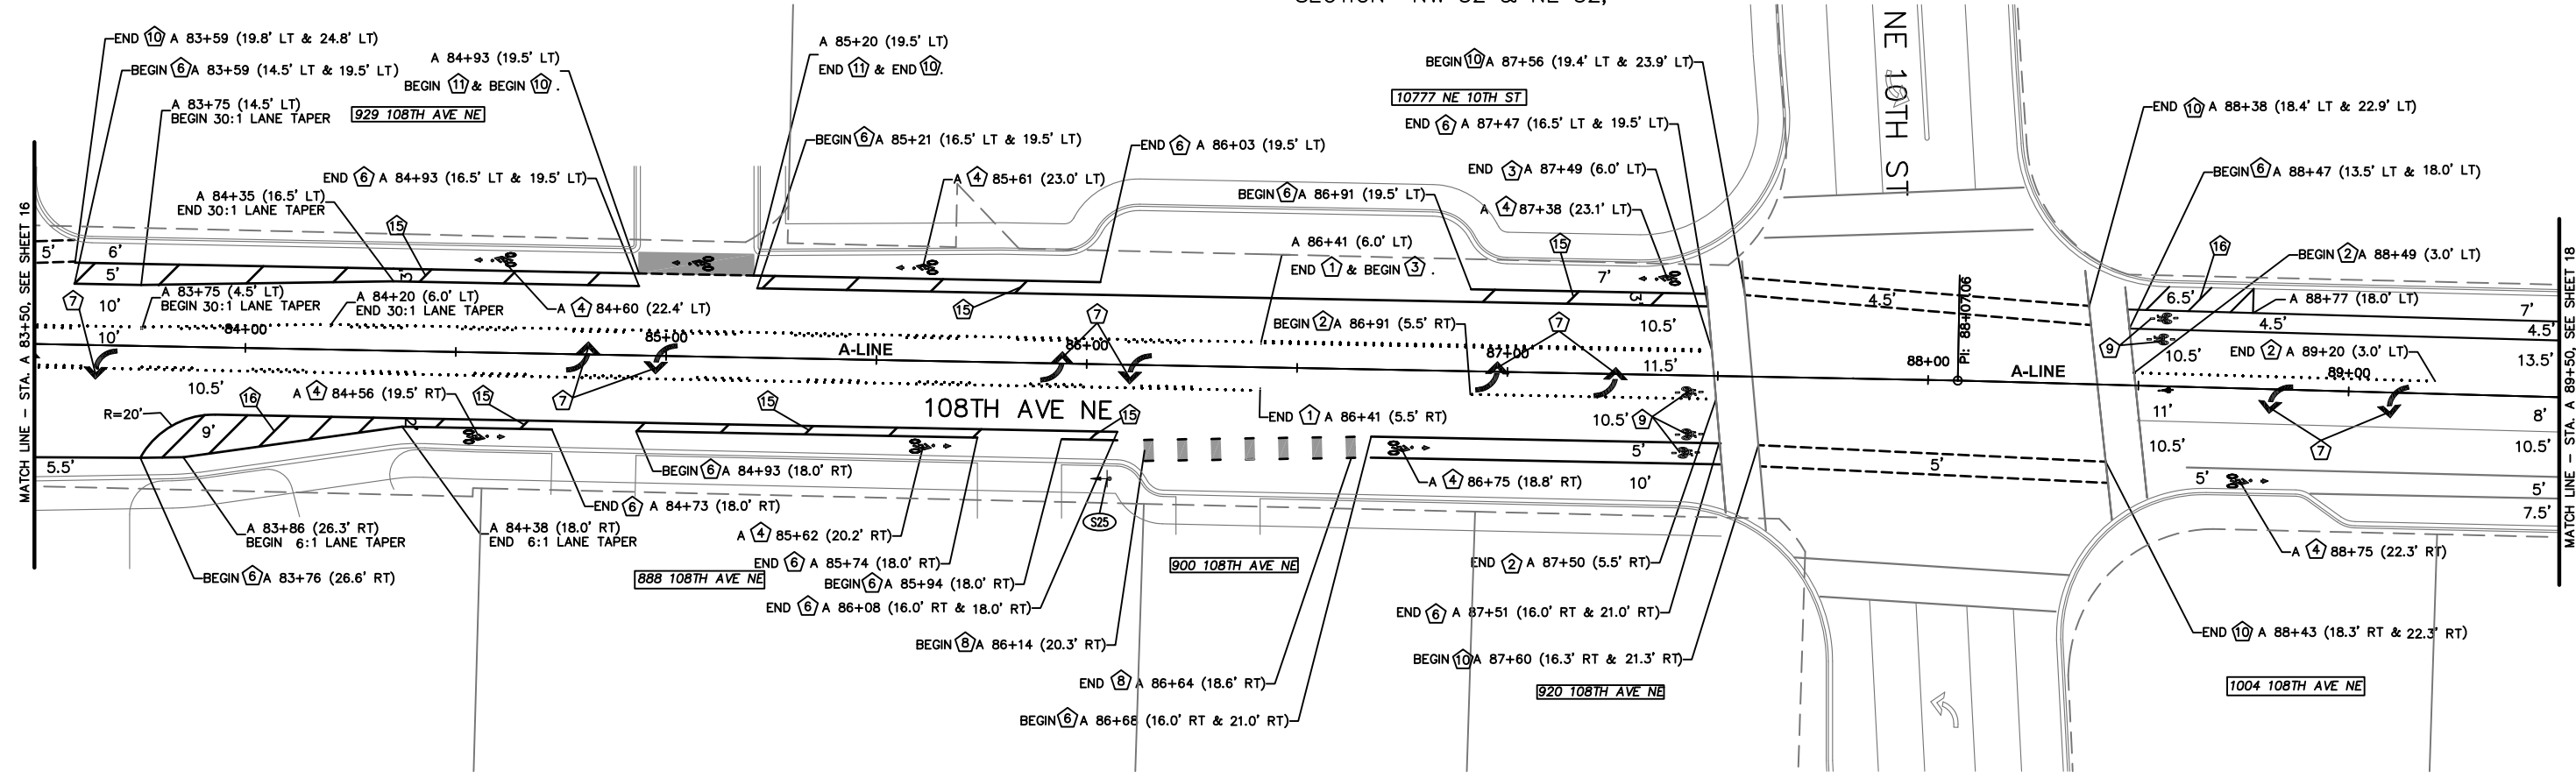 SECTION NW 32 & NE 32,
END 10 A 83+59 (19.8' LT & 24.8' LT)
BEGIN 6 A 83+59 (14.5' LT & 19.5' LT)
A 83+75 (14.5' LT)
BEGIN 30:1 LANE TAPER
929 108TH AVE NE
A 84+93 (19.5' LT)
BEGIN 11 & BEGIN 10 .
END 6 A 84+93 (16.5' LT & 19.5' LT)
A 84+35 (16.5' LT)
END 30:1 LANE TAPER
A 85+20 (19.5' LT)
END 11 & END 10.
BEGIN 6 A 85+21 (16.5' LT & 19.5' LT)
A 4 85+61 (23.0' LT)
END 6 A 86+03 (19.5' LT)
BEGIN 10 A 87+56 (19.4' LT & 23.9' LT)
10777 NE 10TH ST
END 6 A 87+47 (16.5' LT & 19.5' LT)
END 3 A 87+49 (6.0' LT)
BEGIN 6 A 86+91 (19.5' LT)
A 4 87+38 (23.1' LT)
A 86+41 (6.0' LT)
END 1 & BEGIN 3 .
NE 10TH ST
END 10 A 88+38 (18.4' LT & 22.9' LT)
BEGIN 6 A 88+47 (13.5' LT & 18.0' LT)
16
BEGIN 2 A 88+49 (3.0' LT)
A 88+77 (18.0' LT)
END 2 A 89+20 (3.0' LT)
MATCH LINE - STA. A 83+50, SEE SHEET 16
5'
6'
5'
15
3'
7
10'
A 83+75 (4.5' LT)
BEGIN 30:1 LANE TAPER
A 84+20 (6.0' LT)
END 30:1 LANE TAPER
A 4 84+60 (22.4' LT)
15
7
BEGIN 2 A 86+91 (5.5' RT)
7
15
7'
3'
10.5'
4.5'
PI: 88+07.06
6.5'
4.5'
7'
4.5'
9
10.5'
13.5'
10'
84+00
85+00
A-LINE
86+00
87+00
11.5'
88+00
A-LINE
89+00
10.5'
R=20'
16
9'
A 4 84+56 (19.5' RT)
15
7
15
108TH AVE NE
15
END 1 A 86+41 (5.5' RT)
10.5'
9
11'
8'
10.5'
7
10.5'
5.5'
2'
BEGIN 6 A 84+93 (18.0' RT)
A 4 86+75 (18.8' RT)
5'
10'
5'
5'
5'
7.5'
MATCH LINE - STA. A 89+50, SEE SHEET 18
END 6 A 84+73 (18.0' RT)
A 83+86 (26.3' RT)
BEGIN 6:1 LANE TAPER
A 84+38 (18.0' RT)
END 6:1 LANE TAPER
S25
A 4 85+62 (20.2' RT)
END 6 A 85+74 (18.0' RT)
BEGIN 6 A 83+76 (26.6' RT)
888 108TH AVE NE
BEGIN 6 A 85+94 (18.0' RT)
END 6 A 86+08 (16.0' RT & 18.0' RT)
BEGIN 8 A 86+14 (20.3' RT)
900 108TH AVE NE
END 8 A 86+64 (18.6' RT)
BEGIN 6 A 86+68 (16.0' RT & 21.0' RT)
END 2 A 87+50 (5.5' RT)
END 6 A 87+51 (16.0' RT & 21.0' RT)
BEGIN 10 A 87+60 (16.3' RT & 21.3' RT)
920 108TH AVE NE
A 4 88+75 (22.3' RT)
END 10 A 88+43 (18.3' RT & 22.3' RT)
1004 108TH AVE NE